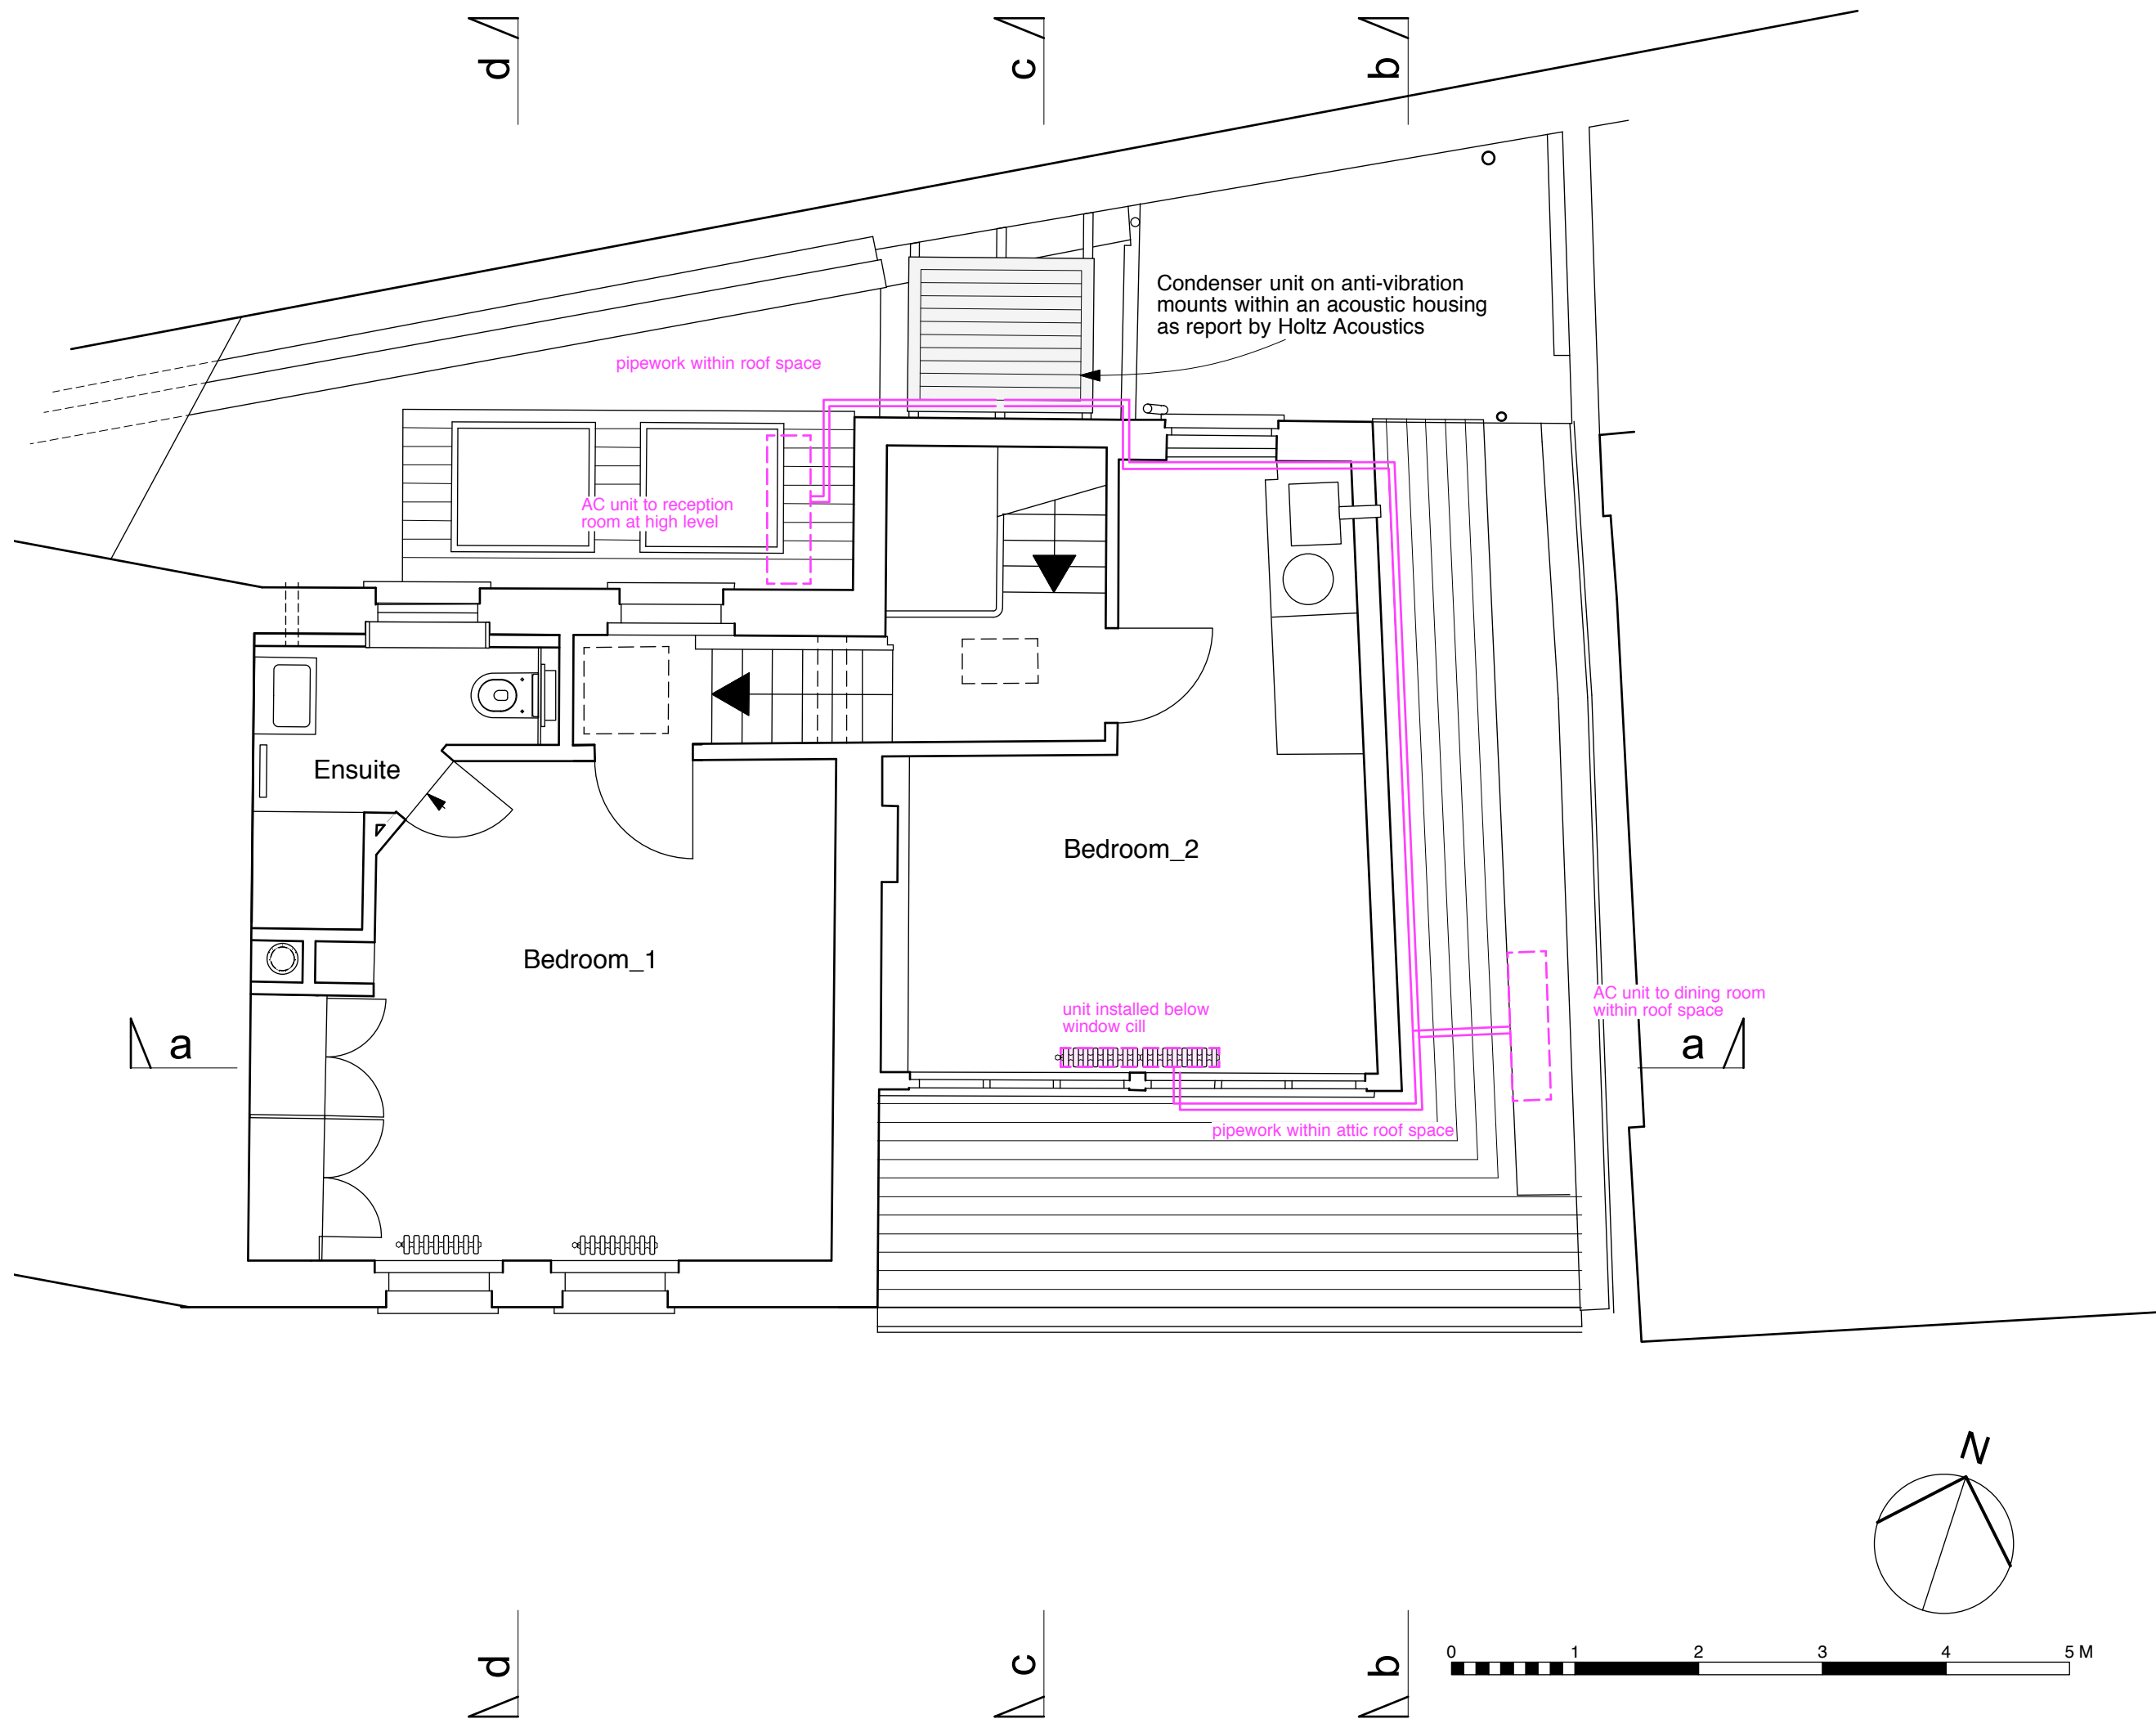 d
c
b
Condenser unit on anti-vibration
mounts within an acoustic housing
as report by Holtz Acoustics
pipework within roof space
AC unit to reception
room at high level
Ensuite
Bedroom_2
Bedroom_1
unit installed below
window cill
AC unit to dining room
within roof space
a
a
pipework within attic roof space
N
d
c
b
0 1 2 3 4 5 M